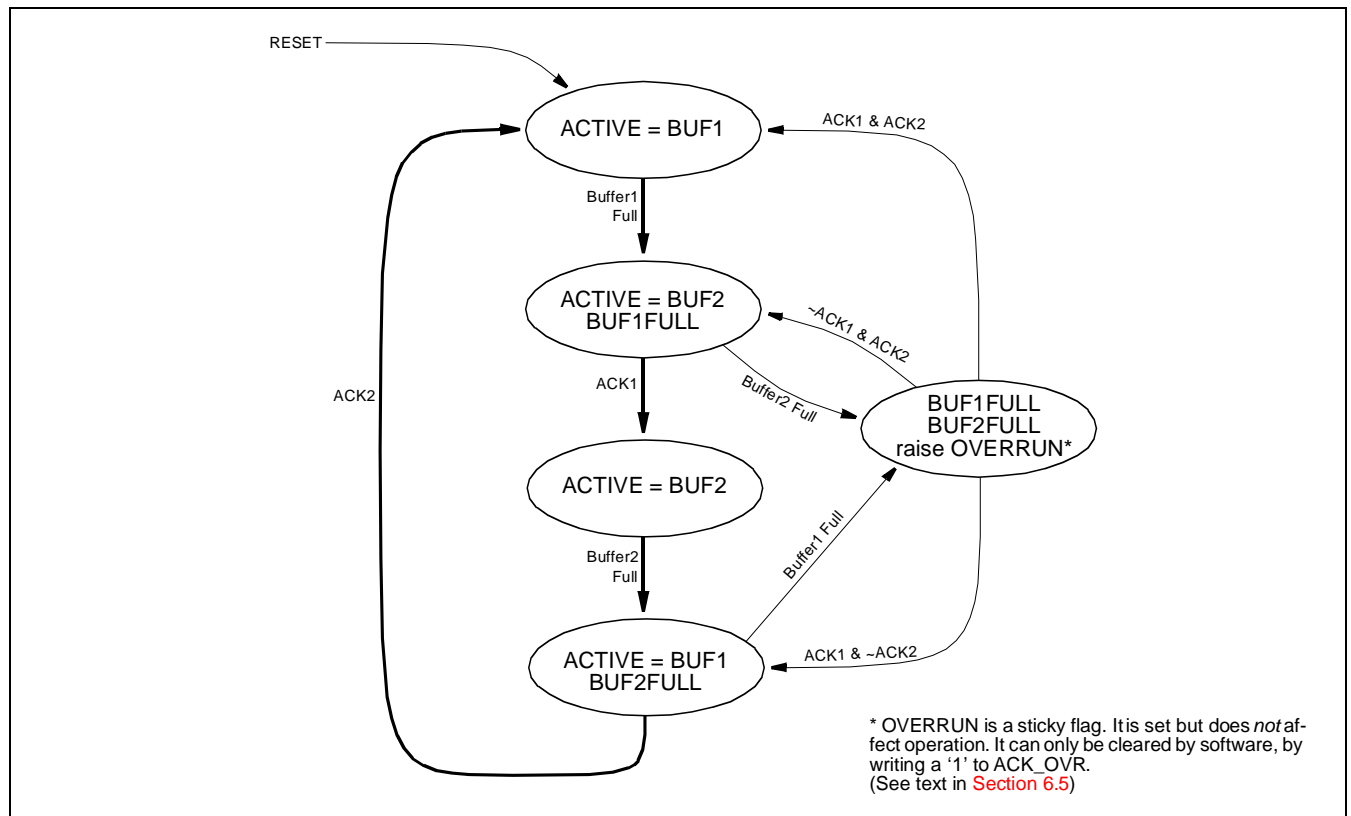 RESET
ACTIVE = BUF1
ACK1 & ACK2
Buffer1
Full
ACTIVE = BUF2
BUF1FULL
~ACK1 & ACK2
Buffer2 Full
ACK1
ACK2
BUF1FULL
BUF2FULL
raise OVERRUN*
ACTIVE = BUF2
Buffer2
Full
Buffer1 Full
ACTIVE = BUF1
BUF2FULL
ACK1 & ~ACK2
* OVERRUN is a sticky flag. It is set but does not af-
fect operation. It can only be cleared by software, by
writing a ‘1’ to ACK_OVR.
(See text in Section 6.5)